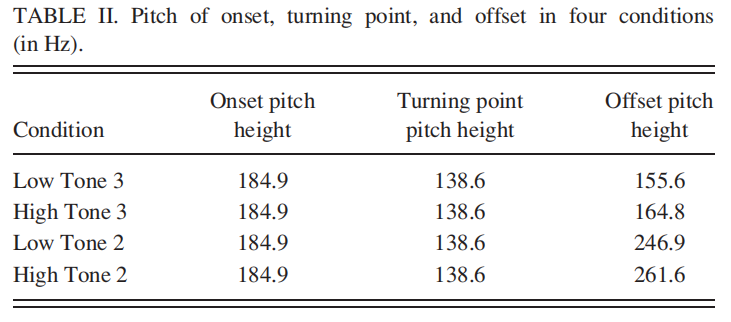 TABLE II. Pitch of onset, turning point, and offset in four conditions
(in Hz).
Onset pitch Turning point Offset pitch
Condition height pitch height height
Low Tone 3 184.9 138.6 155.6
High Tone 3 184.9 138.6 164.8
Low Tone 2 184.9 138.6 246.9
High Tone 2 184.9 138.6 261.6